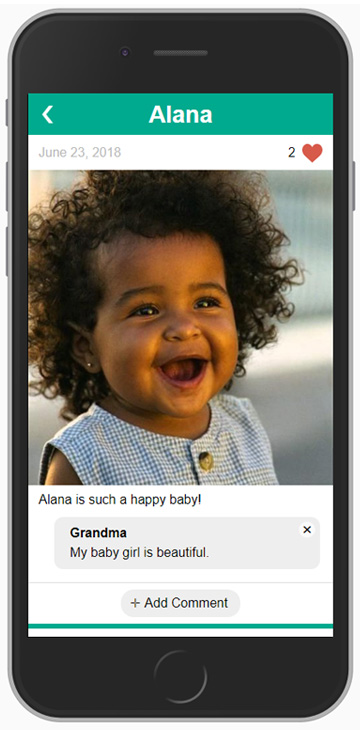 Alana
June 23, 2018
2
Alana is such a happy baby!
Grandma
My baby girl is beautiful.
+ Add Comment